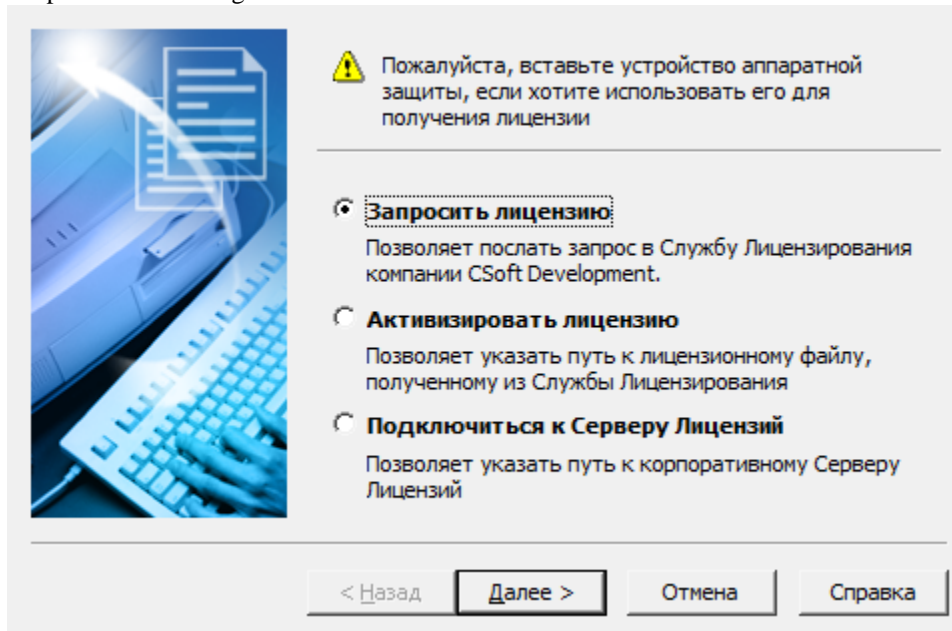 Пожалуйста, вставьте устройство аппаратной
защиты, если хотите использовать его для
получения лицензии
Запросить лицензию
Позволяет послать запрос в Службу Лицензирования
компании CSoft Development.
Активизировать лицензию
Позволяет указать путь к лицензионному файлу,
полученному из Службы Лицензирования
Подключиться к Серверу Лицензий
Позволяет указать путь к корпоративному Серверу
Лицензий
< Назад Далее > Отмена Справка